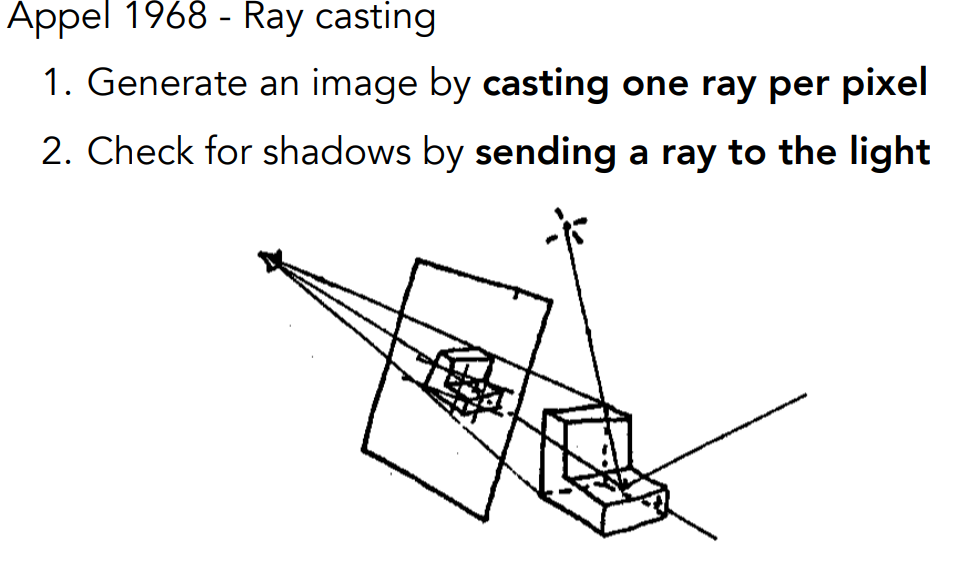 Appel 1968 - Ray casting
1. Generate an image by casting one ray per pixel
2. Check for shadows by sending a ray to the light